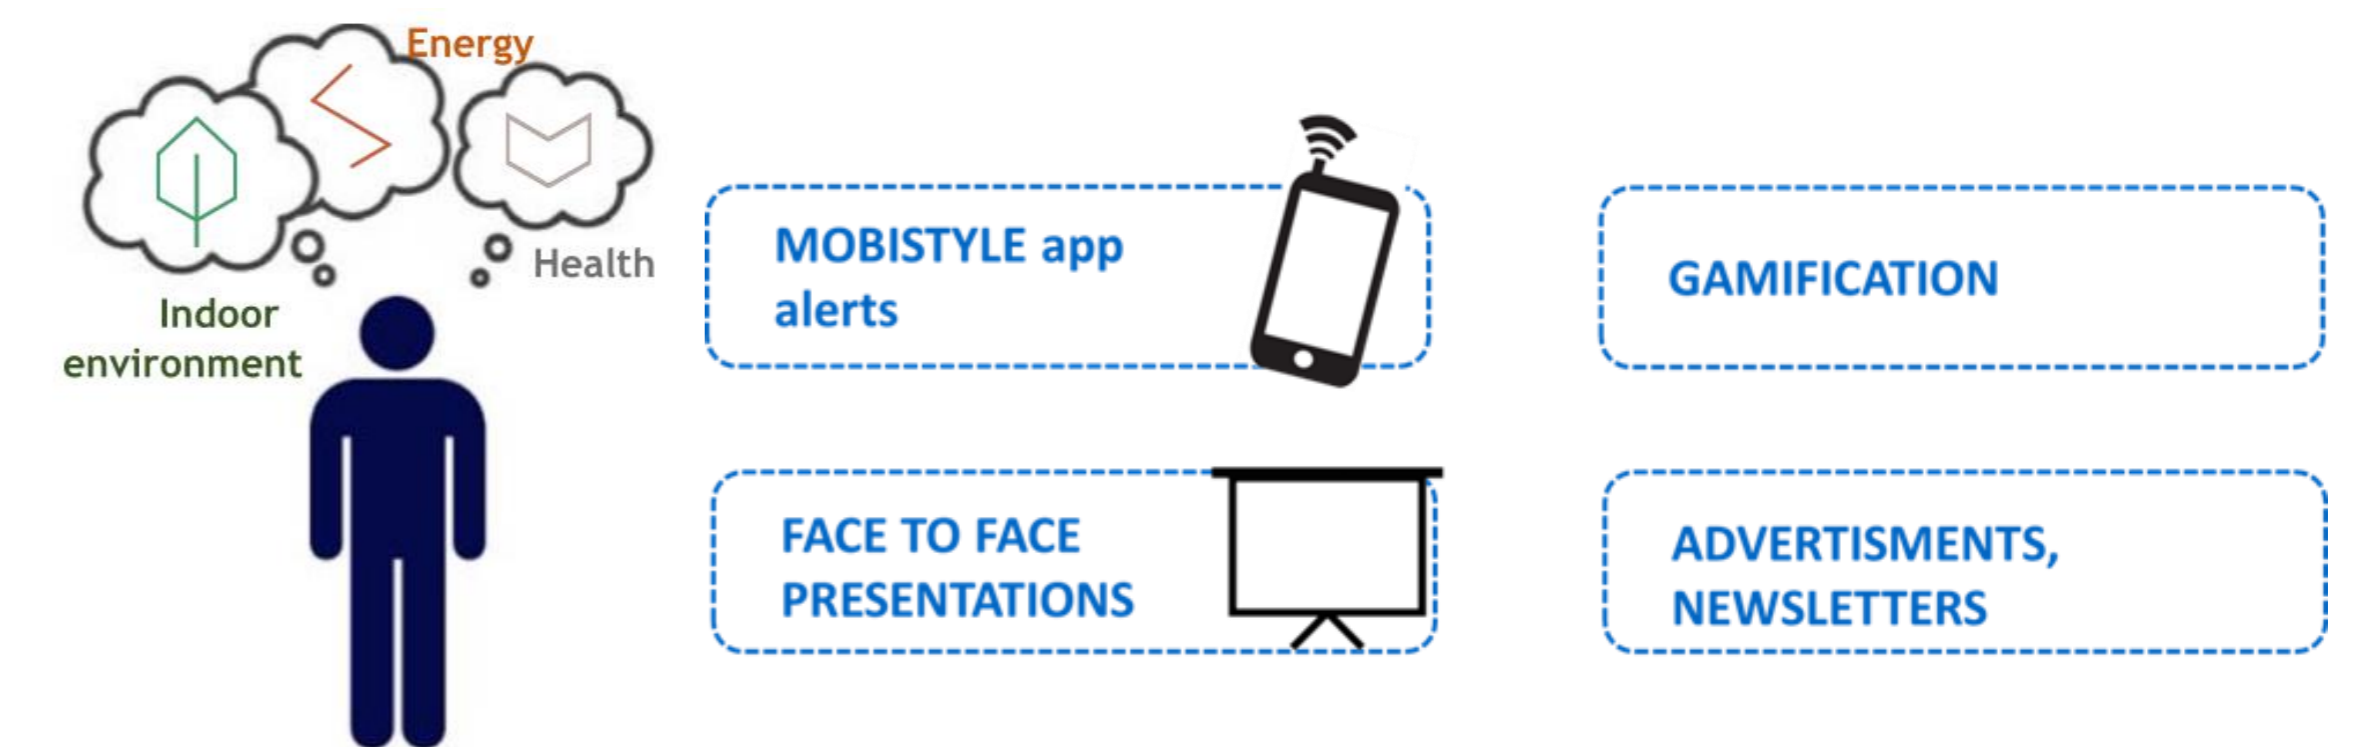 Energy
Health
Indoor
environment
MOBISTYLE app
alerts
GAMIFICATION
FACE TO FACE
PRESENTATIONS
ADVERTISMENTS,
NEWSLETTERS